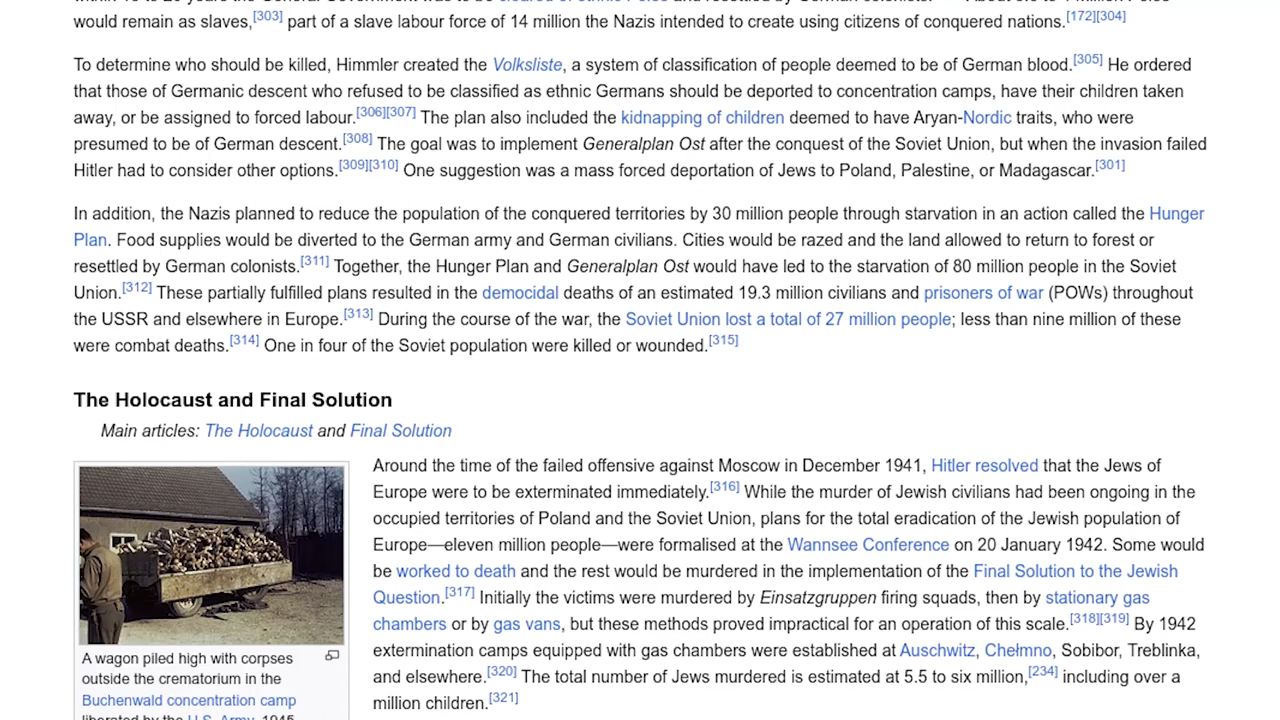 would remain as slaves,[303] part of a slave labour force of 14 million the Nazis intended to create using citizens of conquered nations.[172][304]
To determine who should be killed, Himmler created the Volksliste, a system of classification of people deemed to be of German blood.[305] He ordered
that those of Germanic descent who refused to be classified as ethnic Germans should be deported to concentration camps, have their children taken
away, or be assigned to forced labour.[306][307] The plan also included the kidnapping of children deemed to have Aryan-Nordic traits, who were
presumed to be of German descent.[308] The goal was to implement Generalplan Ost after the conquest of the Soviet Union, but when the invasion failed
Hitler had to consider other options.[309][310] One suggestion was a mass forced deportation of Jews to Poland, Palestine, or Madagascar.[301]
In addition, the Nazis planned to reduce the population of the conquered territories by 30 million people through starvation in an action called the Hunger
Plan. Food supplies would be diverted to the German army and German civilians. Cities would be razed and the land allowed to return to forest or
resettled by German colonists.[311] Together, the Hunger Plan and Generalplan Ost would have led to the starvation of 80 million people in the Soviet
Union.[312] These partially fulfilled plans resulted in the democidal deaths of an estimated 19.3 million civilians and prisoners of war (POWs) throughout
the USSR and elsewhere in Europe.[313] During the course of the war, the Soviet Union lost a total of 27 million people; less than nine million of these
were combat deaths.[314] One in four of the Soviet population were killed or wounded.[315]
The Holocaust and Final Solution
Main articles: The Holocaust and Final Solution
Around the time of the failed offensive against Moscow in December 1941, Hitler resolved that the Jews of
Europe were to be exterminated immediately.[316] While the murder of Jewish civilians had been ongoing in the
occupied territories of Poland and the Soviet Union, plans for the total eradication of the Jewish population of
Europe—eleven million people—were formalised at the Wannsee Conference on 20 January 1942. Some would
be worked to death and the rest would be murdered in the implementation of the Final Solution to the Jewish
Question.[317] Initially the victims were murdered by Einsatzgruppen firing squads, then by stationary gas
chambers or by gas vans, but these methods proved impractical for an operation of this scale.[318][319] By 1942
extermination camps equipped with gas chambers were established at Auschwitz, Chełmno, Sobibor, Treblinka,
and elsewhere.[320] The total number of Jews murdered is estimated at 5.5 to six million,[234] including over a
million children.[321]
A wagon piled high with corpses
outside the crematorium in the
Buchenwald concentration camp
liberated by the U.S. Army, 1945